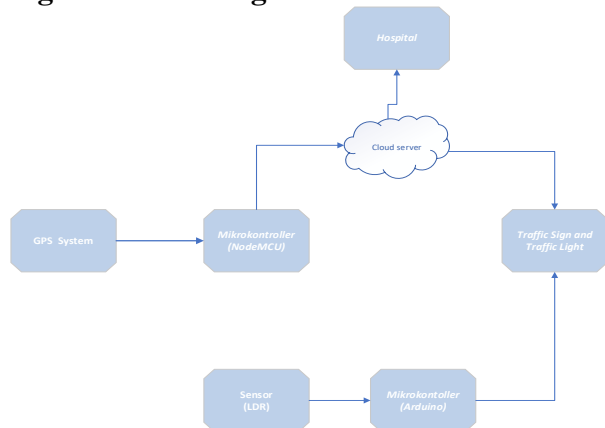 Hospital
Cloud server
GPS System
Mikrokontroller
(NodeMCU)
Traffic Sign and
Traffic Light
Sensor
(LDR)
Mikrokontoller
(Arduino)